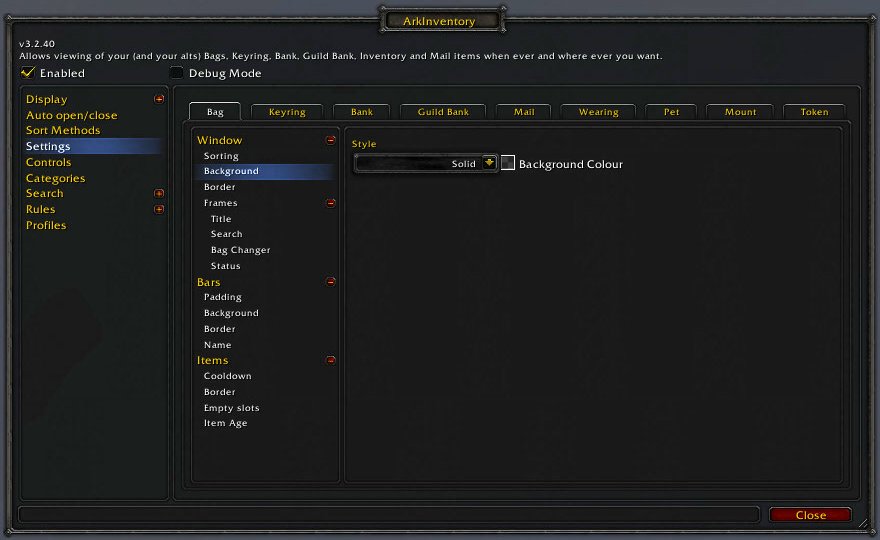 ArkInventory
v3.2.40
Allows viewing of your (and your alts) Bags, Keyring, Bank, Guild Bank, Inventory and Mail items when ever and where ever you want.
Enabled
Debug Mode
Display
Auto open/close
Sort Methods
Settings
Controls
Categories
Search
Rules
Profiles
Bag
Keyring
Bank
Guild Bank
Mail
Wearing
Pet
Mount
Token
Window
Sorting
Background
Border
Frames
Title
Search
Bag Changer
Status
Bars
Padding
Background
Border
Name
Items
Cooldown
Border
Empty slots
Item Age
Style
Solid
Background Colour
Close